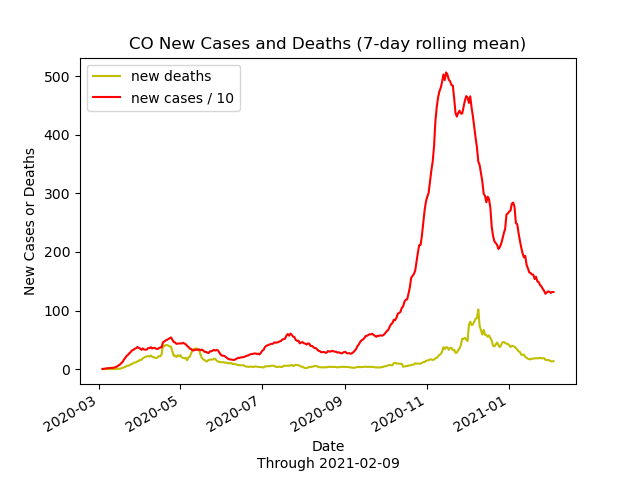 CO New Cases and Deaths (7-day rolling mean)
new deaths
new cases / 10
New Cases or Deaths
500
400
300
200
100
0
2020-03
2020-05
2020-07
2020-09
2020-11
2021-01
Date
Through 2021-02-09